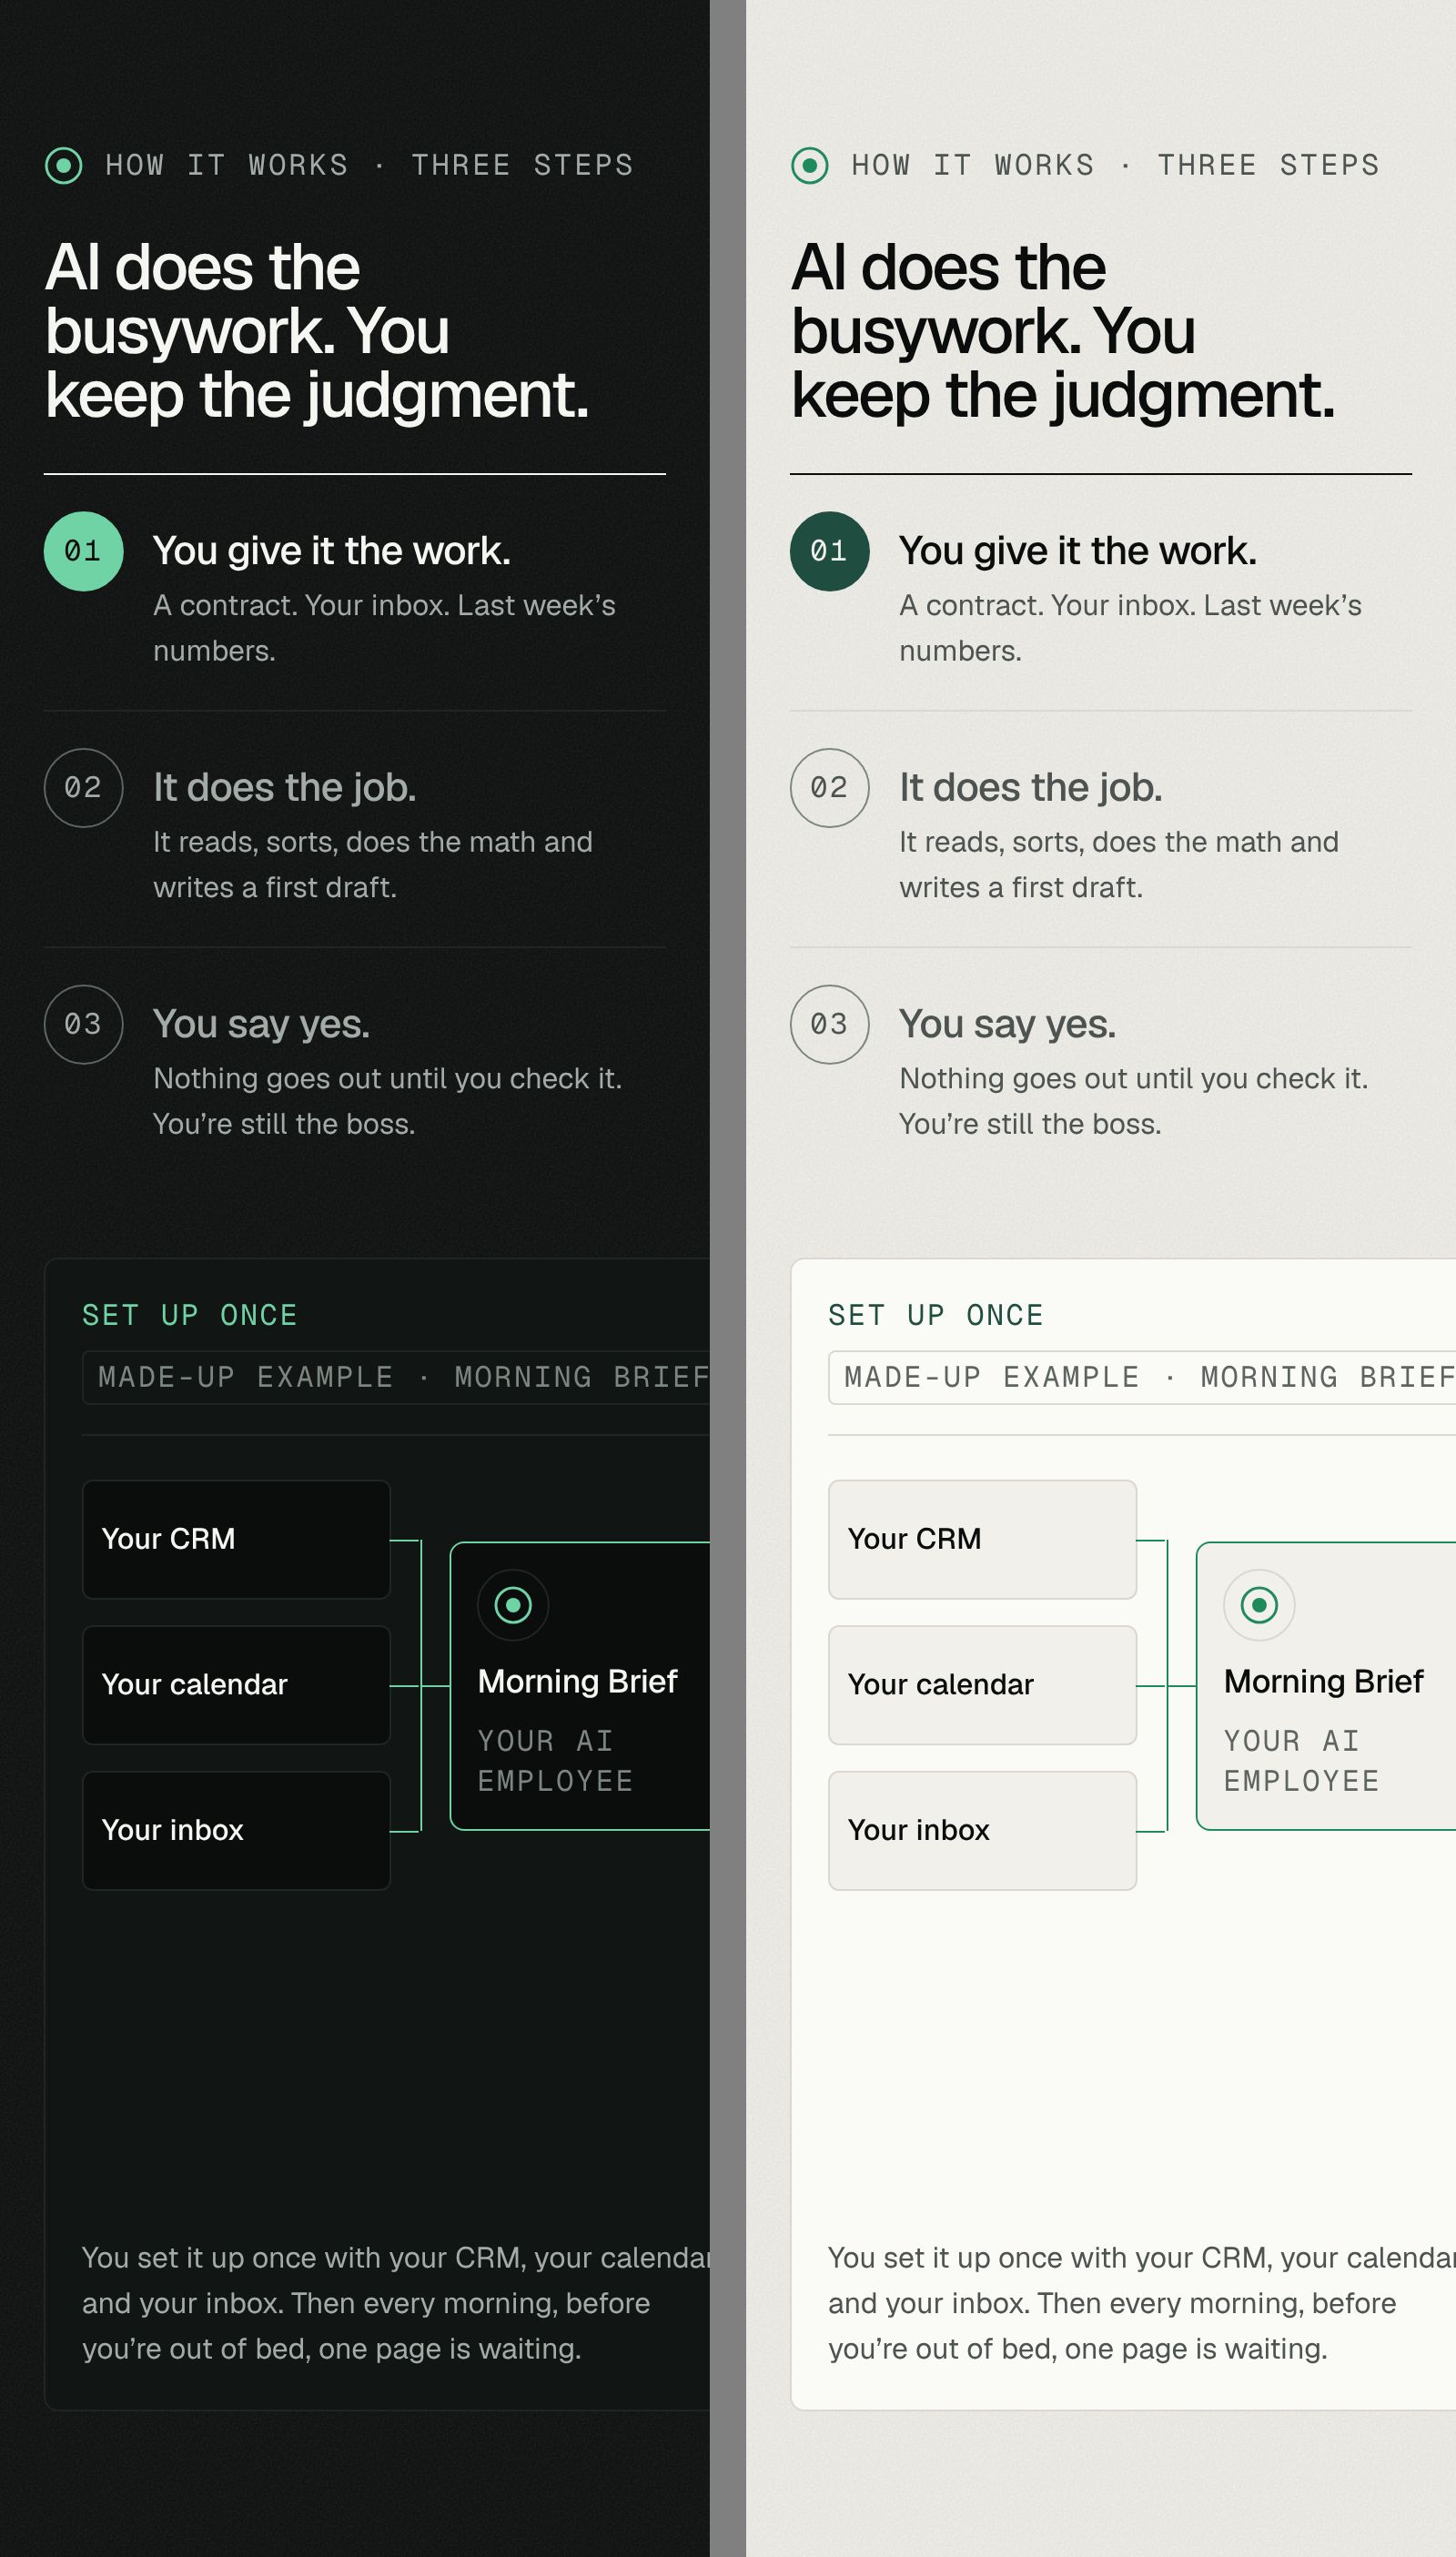 HOW IT WORKS · THREE STEPS
AI does the
busywork. You
keep the judgment.
01
You give it the work.
A contract. Your inbox. Last week’s
numbers.
02
It does the job.
It reads, sorts, does the math and
writes a first draft.
03
You say yes.
Nothing goes out until you check it.
You’re still the boss.
SET UP ONCE
MADE-UP EXAMPLE · MORNING BRIEF
Your CRM
Your calendar
Your inbox
Morning Brief
YOUR AI
EMPLOYEE
You set it up once with your CRM, your calendar
and your inbox. Then every morning, before
you’re out of bed, one page is waiting.
HOW IT WORKS · THREE STEPS
AI does the
busywork. You
keep the judgment.
01
You give it the work.
A contract. Your inbox. Last week’s
numbers.
02
It does the job.
It reads, sorts, does the math and
writes a first draft.
03
You say yes.
Nothing goes out until you check it.
You’re still the boss.
SET UP ONCE
MADE-UP EXAMPLE · MORNING BRIEF
Your CRM
Your calendar
Your inbox
Morning Brief
YOUR AI
EMPLOYEE
You set it up once with your CRM, your calendar
and your inbox. Then every morning, before
you’re out of bed, one page is waiting.